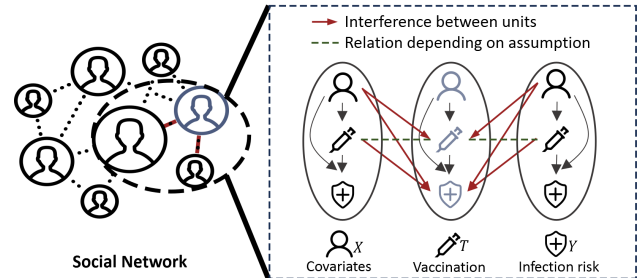 Interference between units
Relation depending on assumption
X T Y
Covariates Vaccination Infection risk
Social Network